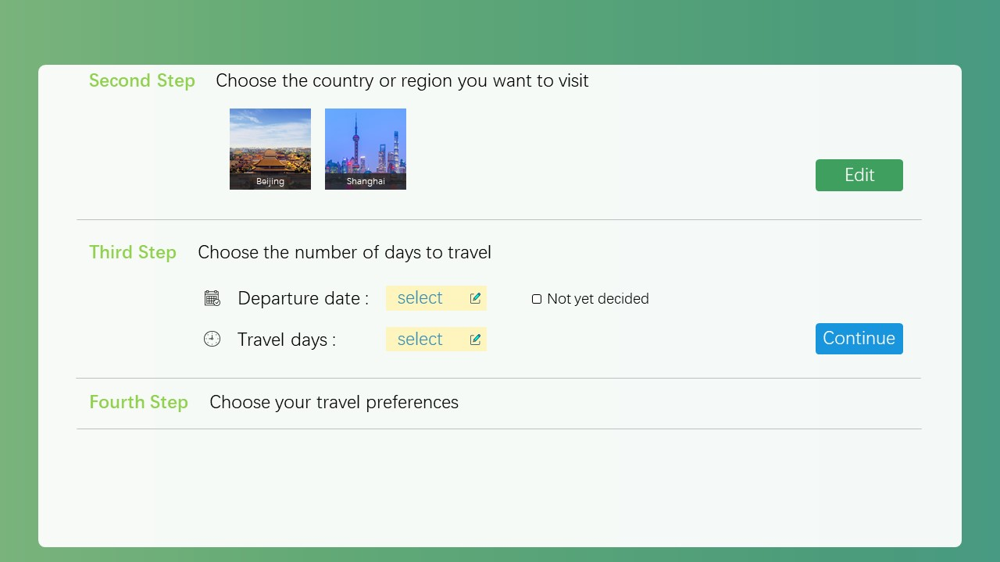 Second Step Choose the country or region you want to visit
Beijing Shanghai
Edit
Third Step Choose the number of days to travel
Departure date : select Not yet decided
Travel days : select
Continue
Fourth Step Choose your travel preferences